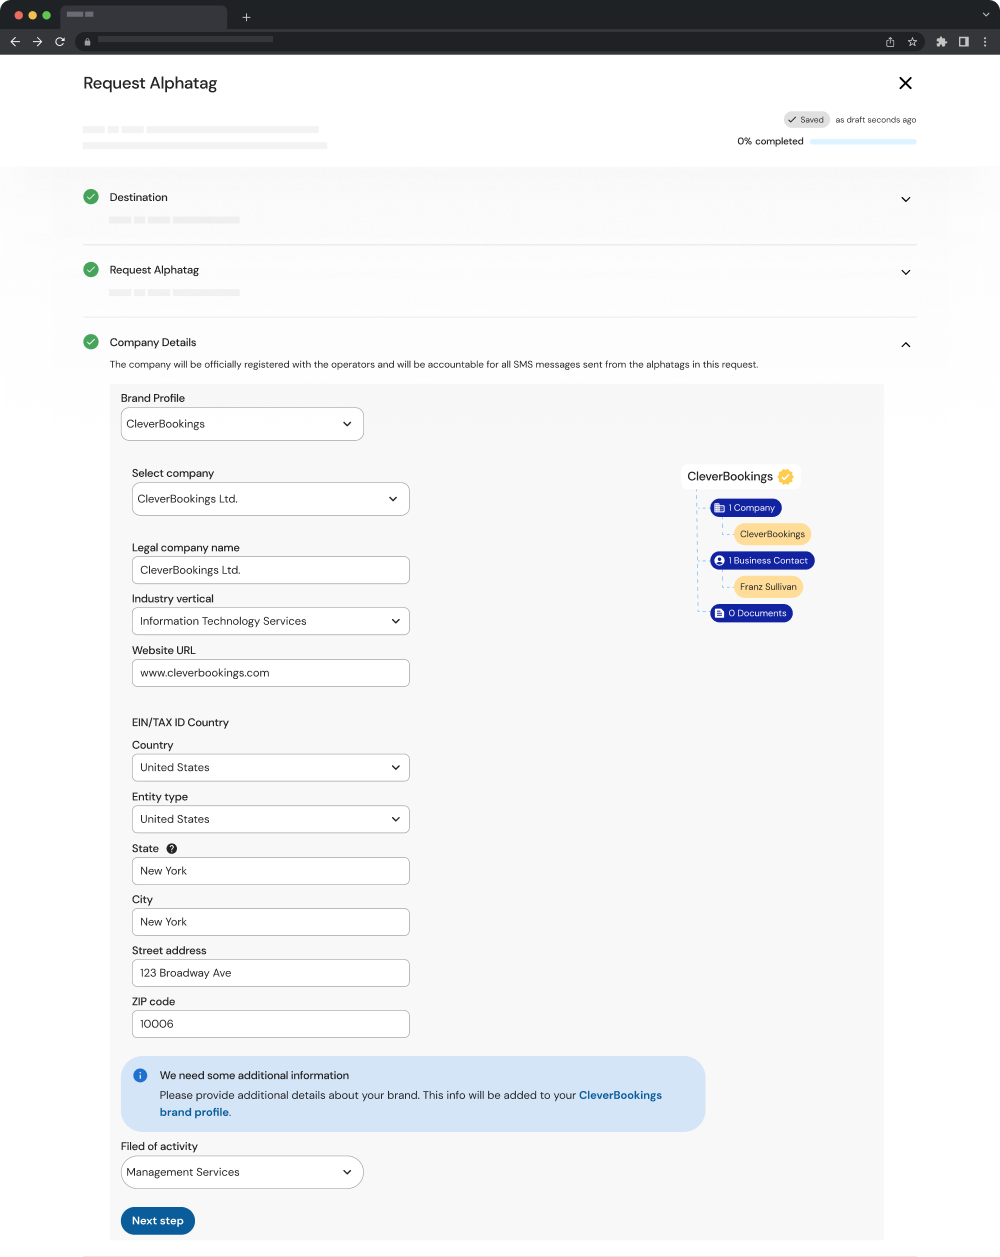 Request Alphatag
Saved as draft seconds ago
0% completed
Destination
Request Alphatag
Company Details
The company will be officially registered with the operators and will be accountable for all SMS messages sent from the alphatags in this request.
Brand Profile
CleverBookings
Select company
CleverBookings Ltd.
Legal company name
CleverBookings Ltd.
Industry vertical
Information Technology Services
Website URL
www.cleverbookings.com
EIN/TAX ID Country
Country
United States
Entity type
United States
State
New York
City
New York
Street address
123 Broadway Ave
ZIP code
10006
CleverBookings
1 Company
CleverBookings
1 Business Contact
Franz Sullivan
0 Documents
We need some additional information
Please provide additional details about your brand. This info will be added to your CleverBookings
brand profile.
Filed of activity
Management Services
Next step